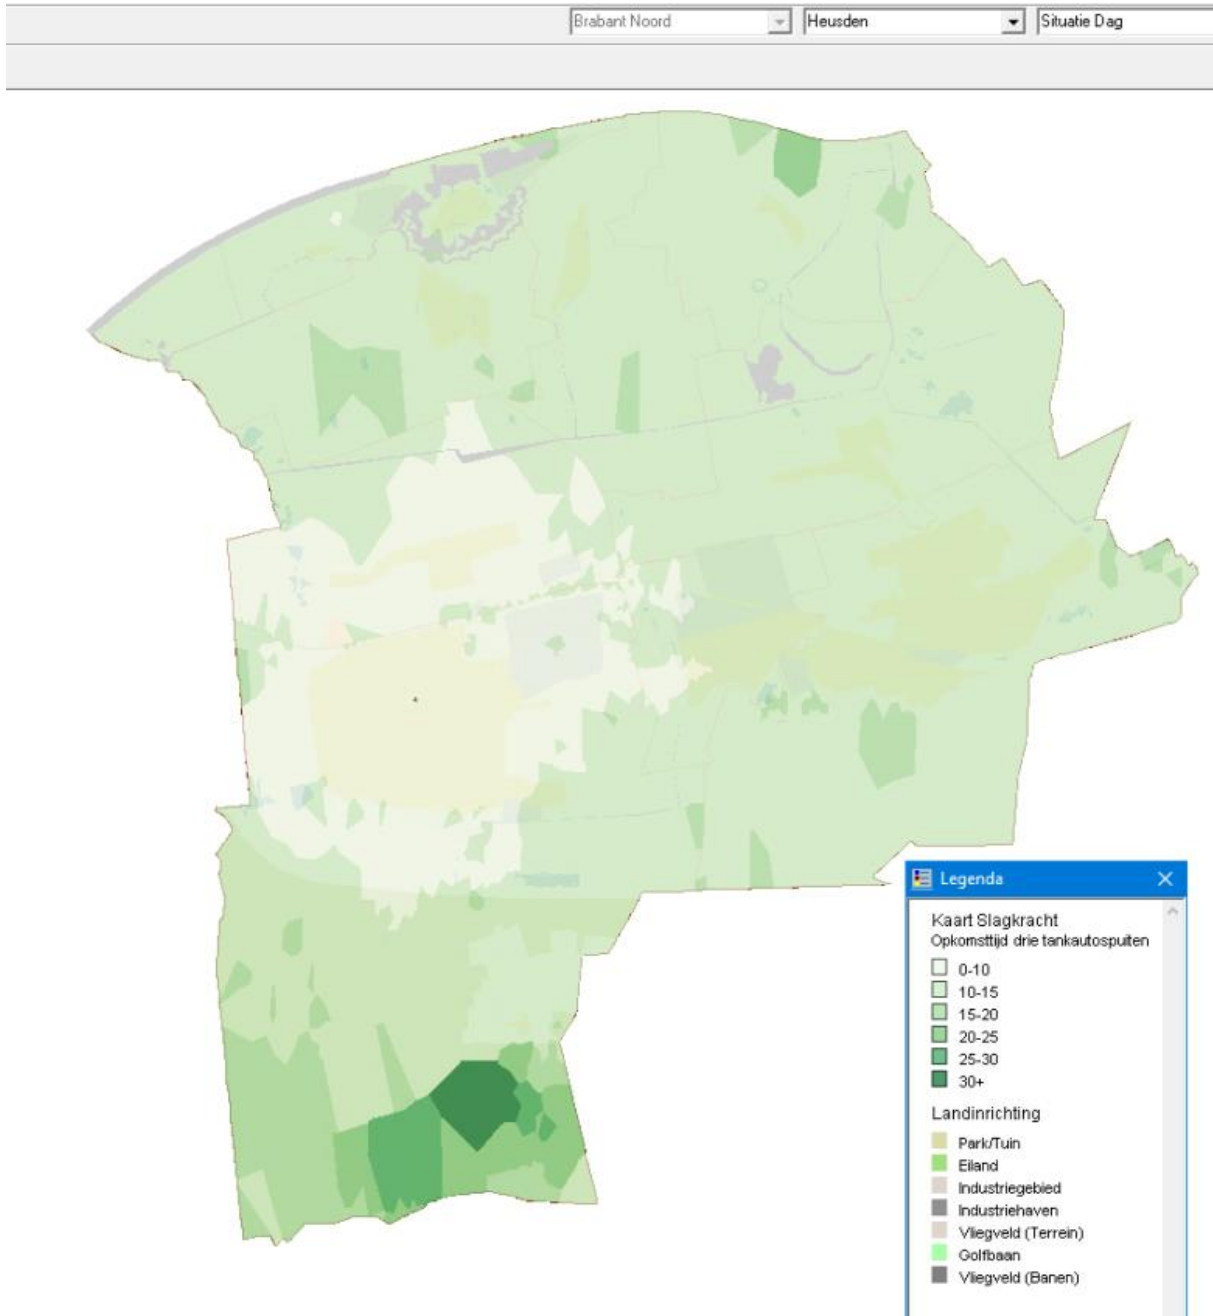 Brabant Noord
Heusden
Situatie Dag
Legenda
Kaart Slagkracht
Opkomsttijd drie tankautospuiten
0-10
10-15
15-20
20-25
25-30
30+
Landinrichting
Park/Tuin
Eiland
Industriegebied
Industriehaven
Vliegveld (Terrein)
Golfbaan
Vliegveld (Banen)